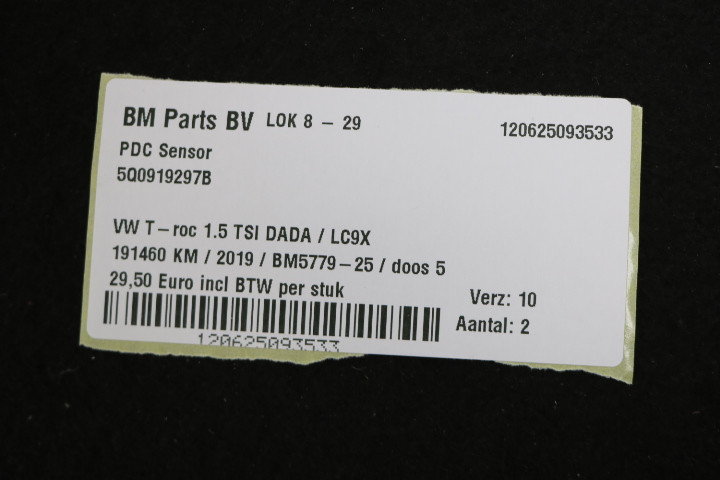 BM Parts BV LOK 8 - 29 120625093533
PDC Sensor
5Q0919297B
VW T-roc 1.5 TSI DADA / LC9X
191460 KM / 2019 / BM5779-25 / doos 5
29,50 Euro incl BTW per stuk Verz: 10
Aantal: 2
120625093533